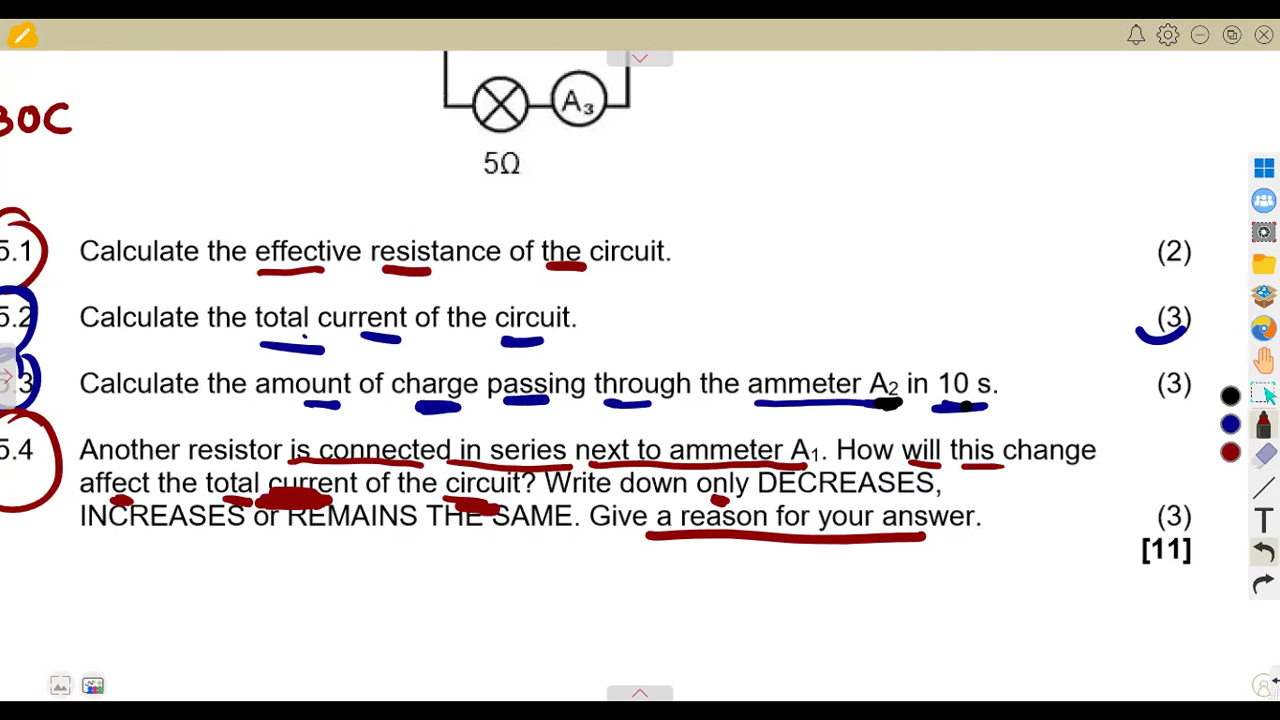 A₃
30C
5Ω
5.1 Calculate the effective resistance of the circuit. (2)
5.2 Calculate the total current of the circuit. (3)
3 Calculate the amount of charge passing through the ammeter A₂ in 10 s. (3)
5.4 Another resistor is connected in series next to ammeter A₁. How will this change
affect the total current of the circuit? Write down only DECREASES,
INCREASES or REMAINS THE SAME. Give a reason for your answer. (3)
[11]
T